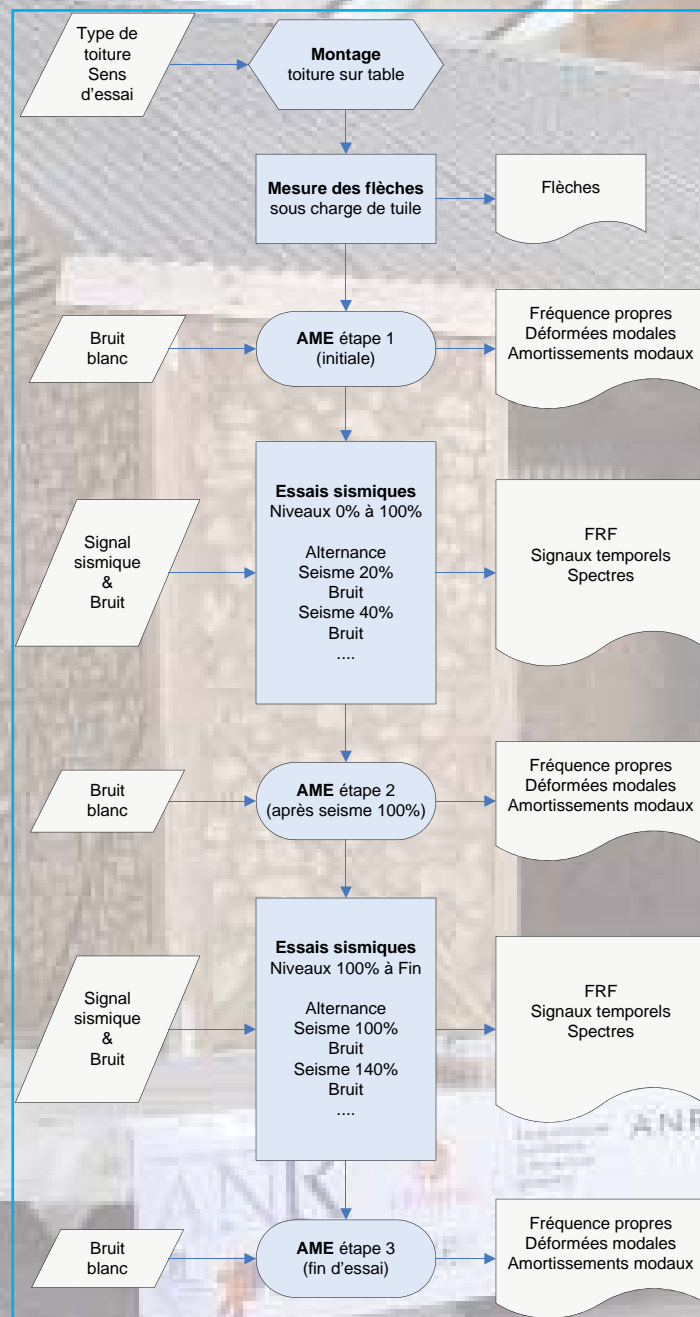 Type de
toiture
Sens
d'essai
Montage
toiture sur table
Mesure des flèches
sous charge de tuile
Flèches
Bruit
blanc
AME étape 1
(initiale)
Fréquence propres
Déformées modales
Amortissements modaux
Signal
sismique
&
Bruit
Essais sismiques
Niveaux 0% à 100%
Alternance
Seisme 20%
Bruit
Seisme 40%
Bruit
....
FRF
Signaux temporels
Spectres
Bruit
blanc
AME étape 2
(après seisme 100%)
Fréquence propres
Déformées modales
Amortissements modaux
Signal
sismique
&
Bruit
Essais sismiques
Niveaux 100% à Fin
Alternance
Seisme 100%
Bruit
Seisme 140%
Bruit
....
FRF
Signaux temporels
Spectres
Bruit
blanc
AME étape 3
(fin d'essai)
Fréquence propres
Déformées modales
Amortissements modaux